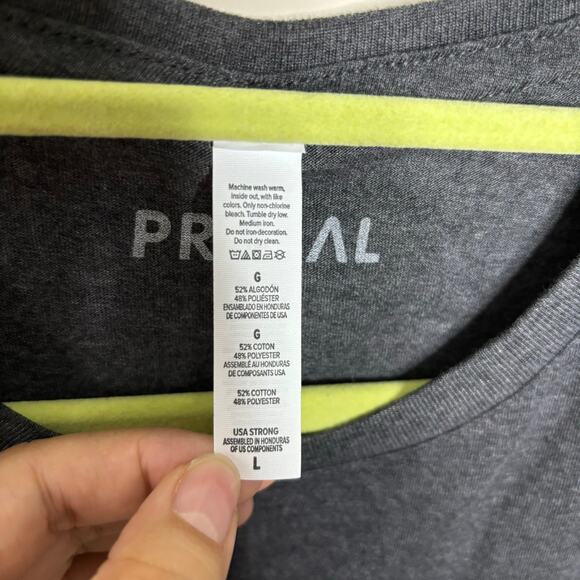 PR AL
Machine wash warm,
inside out, with like
colors. Only non-chlorine
bleach. Tumble dry low.
Medium iron.
Do not iron-decoration.
Do not dry clean.
G
52% ALGODÓN
48% POLIÉSTER
ENSAMBLADO EN HONDURAS
DE COMPONENTES DE USA
G
52% COTON
48% POLYESTER
ASSEMBLÉ AU HONDURAS
DE COMPOSANTS USA
52% COTTON
48% POLYESTER
USA STRONG
ASSEMBLED IN HONDURAS
OF US COMPONENTS
L